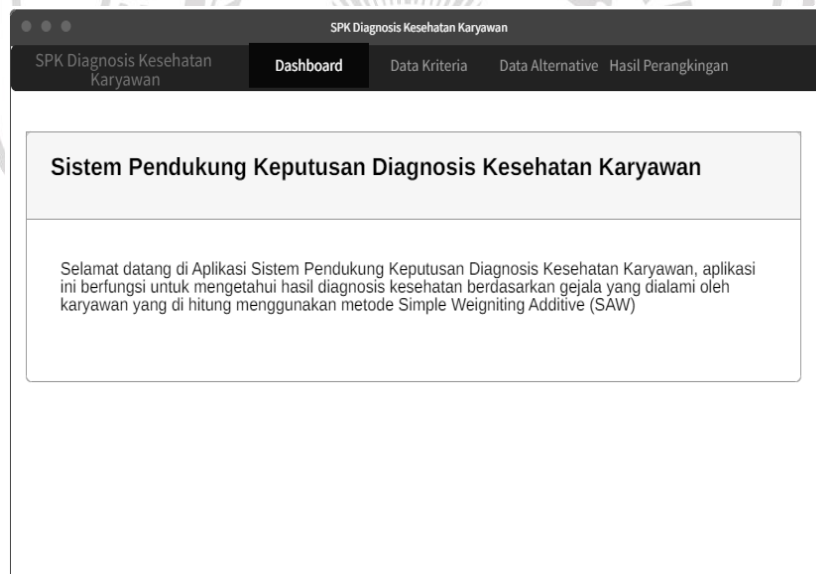 SPK Diagnosis Kesehatan Karyawan
SPK Diagnosis Kesehatan
Karyawan
Dashboard
Data Kriteria
Data Alternative
Hasil Perangkingan
Sistem Pendukung Keputusan Diagnosis Kesehatan Karyawan
Selamat datang di Aplikasi Sistem Pendukung Keputusan Diagnosis Kesehatan Karyawan, aplikasi
ini berfungsi untuk mengetahui hasil diagnosis kesehatan berdasarkan gejala yang dialami oleh
karyawan yang di hitung menggunakan metode Simple Weigniting Additive (SAW)